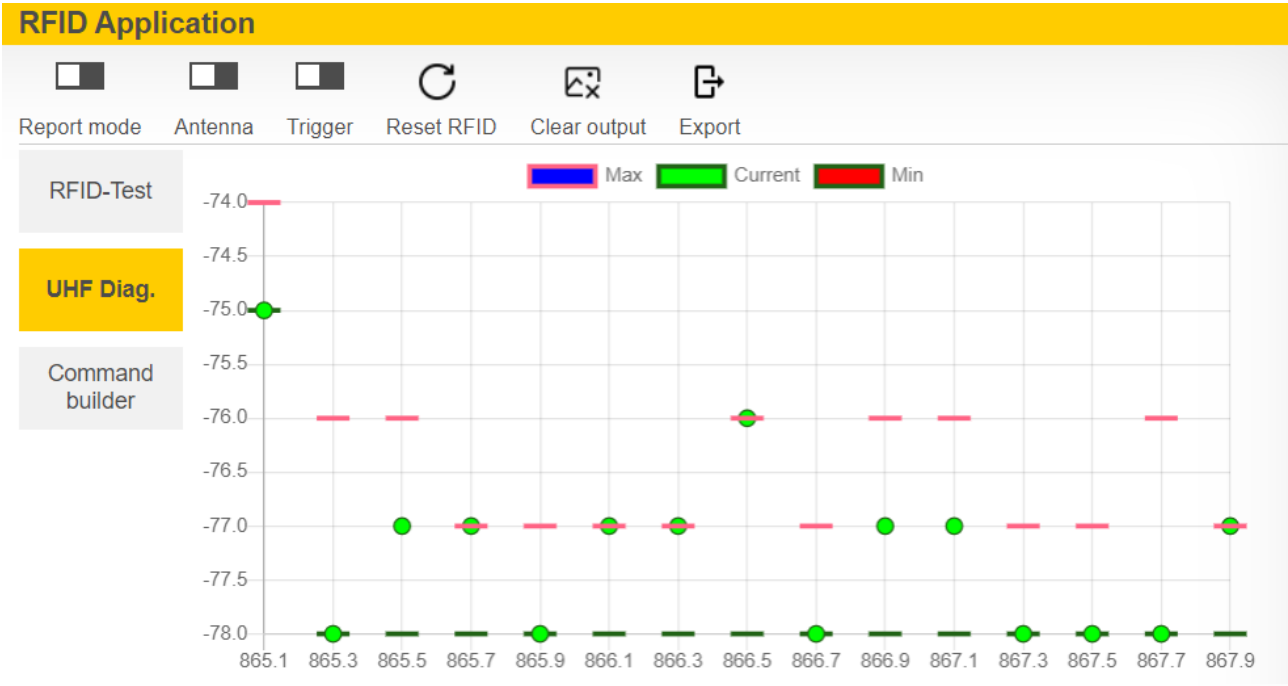 RFID Application
Report mode Antenna Trigger Reset RFID Clear output Export
RFID-Test
UHF Diag.
Command
builder
Max Current Min
-74.0
-74.5
-75.0
-75.5
-76.0
-76.5
-77.0
-77.5
-78.0
865.1 865.3 865.5 865.7 865.9 866.1 866.3 866.5 866.7 866.9 867.1 867.3 867.5 867.7 867.9